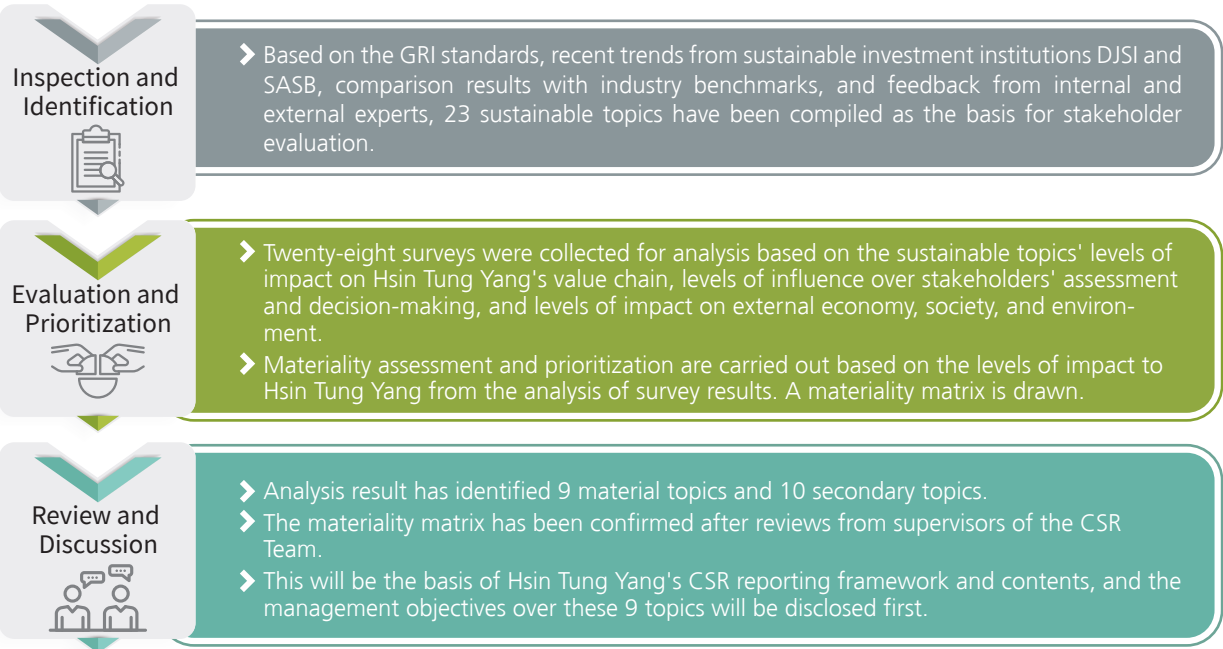 Inspection and
Identification
Based on the GRI standards, recent trends from sustainable investment institutions DJSI and
SASB, comparison results with industry benchmarks, and feedback from internal and
external experts, 23 sustainable topics have been compiled as the basis for stakeholder
evaluation.
Evaluation and
Prioritization
Twenty-eight surveys were collected for analysis based on the sustainable topics' levels of
impact on Hsin Tung Yang's value chain, levels of influence over stakeholders' assessment
and decision-making, and levels of impact on external economy, society, and environ-
ment.
Materiality assessment and prioritization are carried out based on the levels of impact to
Hsin Tung Yang from the analysis of survey results. A materiality matrix is drawn.
Review and
Discussion
Analysis result has identified 9 material topics and 10 secondary topics.
The materiality matrix has been confirmed after reviews from supervisors of the CSR
Team.
This will be the basis of Hsin Tung Yang's CSR reporting framework and contents, and the
management objectives over these 9 topics will be disclosed first.